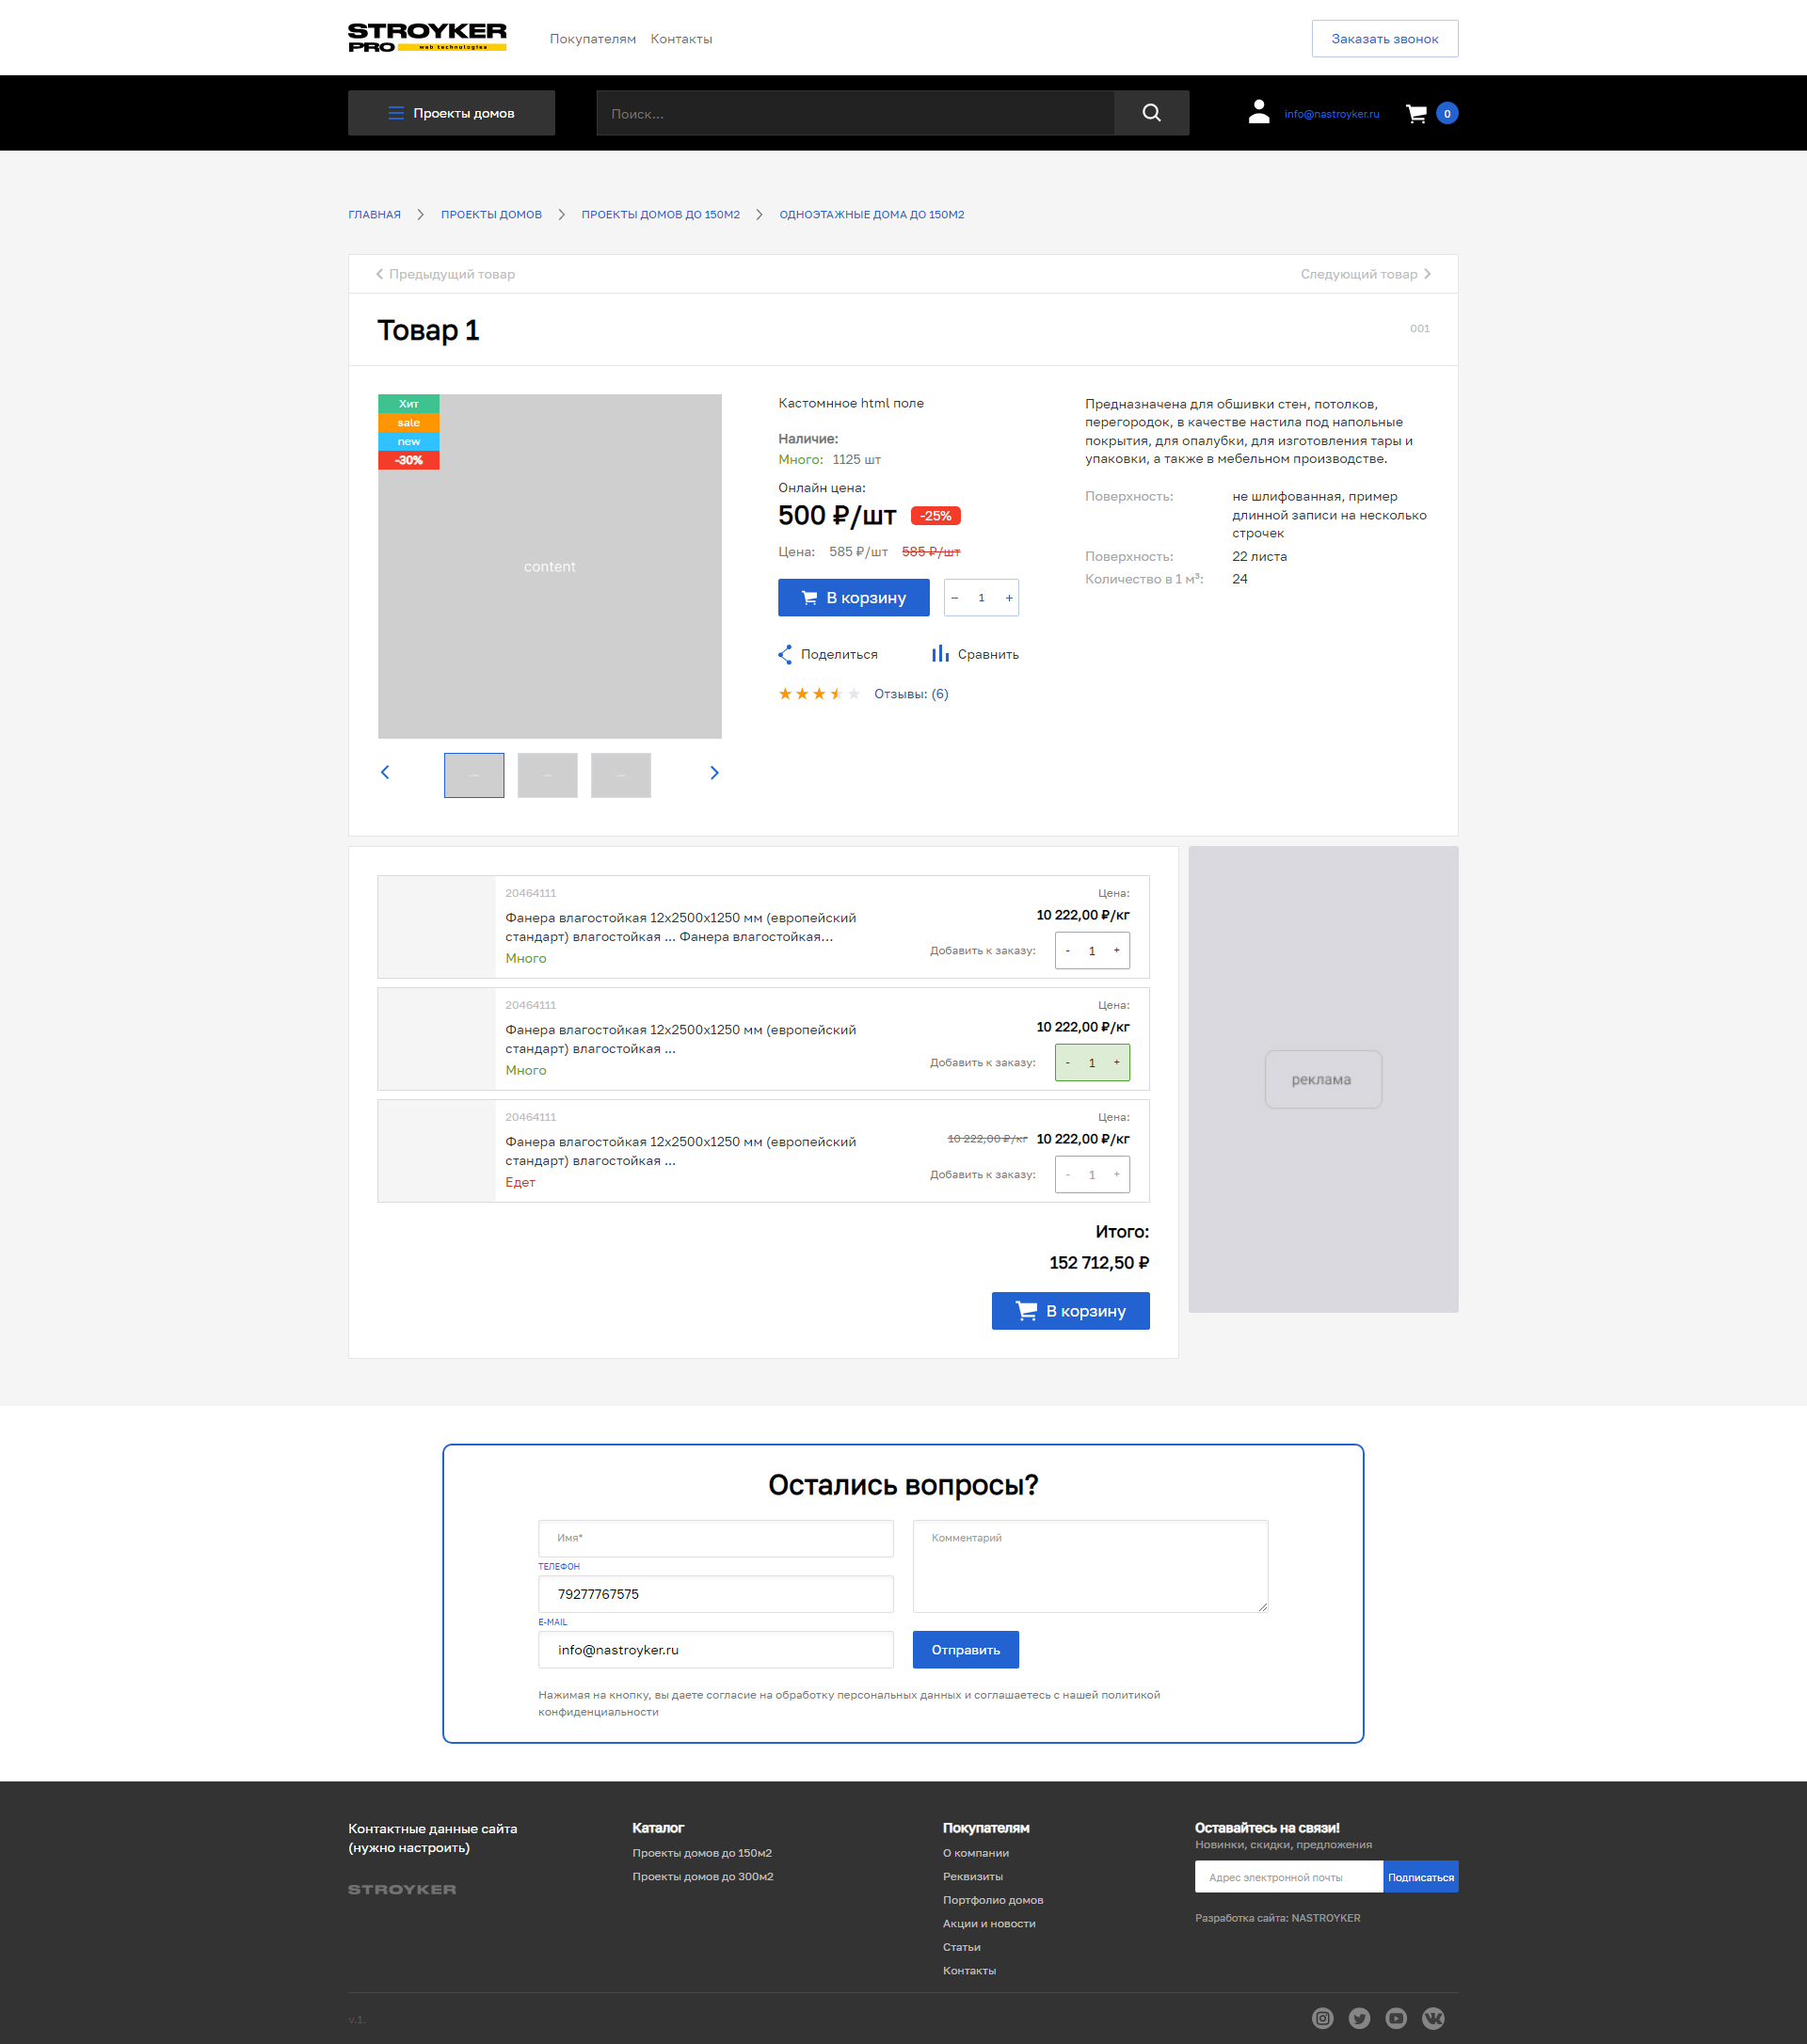 STROYKER
PRO web technologies
Покупателям Контакты
Заказать звонок
Проекты домов
Поиск...
info@nastroyker.ru
0
ГЛАВНАЯ ПРОЕКТЫ ДОМОВ ПРОЕКТЫ ДОМОВ ДО 150М2 ОДНОЭТАЖНЫЕ ДОМА ДО 150М2
Предыдущий товар
Следующий товар
Товар 1
001
Хит
sale
new
-30%
content
Кастомнное html поле
Наличие:
Много: 1125 шт
Онлайн цена:
500 ₽/шт -25%
Цена: 585 ₽/шт 585 ₽/шт
В корзину
– 1 +
Поделиться
Сравнить
Отзывы: (6)
Предназначена для обшивки стен, потолков,
перегородок, в качестве настила под напольные
покрытия, для опалубки, для изготовления тары и
упаковки, а также в мебельном производстве.
Поверхность: не шлифованная, пример
длинной записи на несколько
строчек
Поверхность: 22 листа
Количество в 1 м³: 24
20464111
Фанера влагостойкая 12х2500х1250 мм (европейский
стандарт) влагостойкая ... Фанера влагостойкая...
Много
Цена:
10 222,00 ₽/кг
Добавить к заказу: - 1 +
20464111
Фанера влагостойкая 12х2500х1250 мм (европейский
стандарт) влагостойкая ...
Много
Цена:
10 222,00 ₽/кг
Добавить к заказу: - 1 +
20464111
Фанера влагостойкая 12х2500х1250 мм (европейский
стандарт) влагостойкая ...
Едет
Цена:
10 222,00 ₽/кг 10 222,00 ₽/кг
Добавить к заказу: - 1 +
Итого:
152 712,50 ₽
В корзину
реклама
Остались вопросы?
Имя*
ТЕЛЕФОН
79277767575
E-MAIL
info@nastroyker.ru
Комментарий
Отправить
Нажимая на кнопку, вы даете согласие на обработку персональных данных и соглашаетесь с нашей политикой
конфиденциальности
Контактные данные сайта
(нужно настроить)
STROYKER
Каталог
Проекты домов до 150м2
Проекты домов до 300м2
Покупателям
О компании
Реквизиты
Портфолио домов
Акции и новости
Статьи
Контакты
Оставайтесь на связи!
Новинки, скидки, предложения
Адрес электронной почты
Подписаться
Разработка сайта: NASTROYKER
v.1.